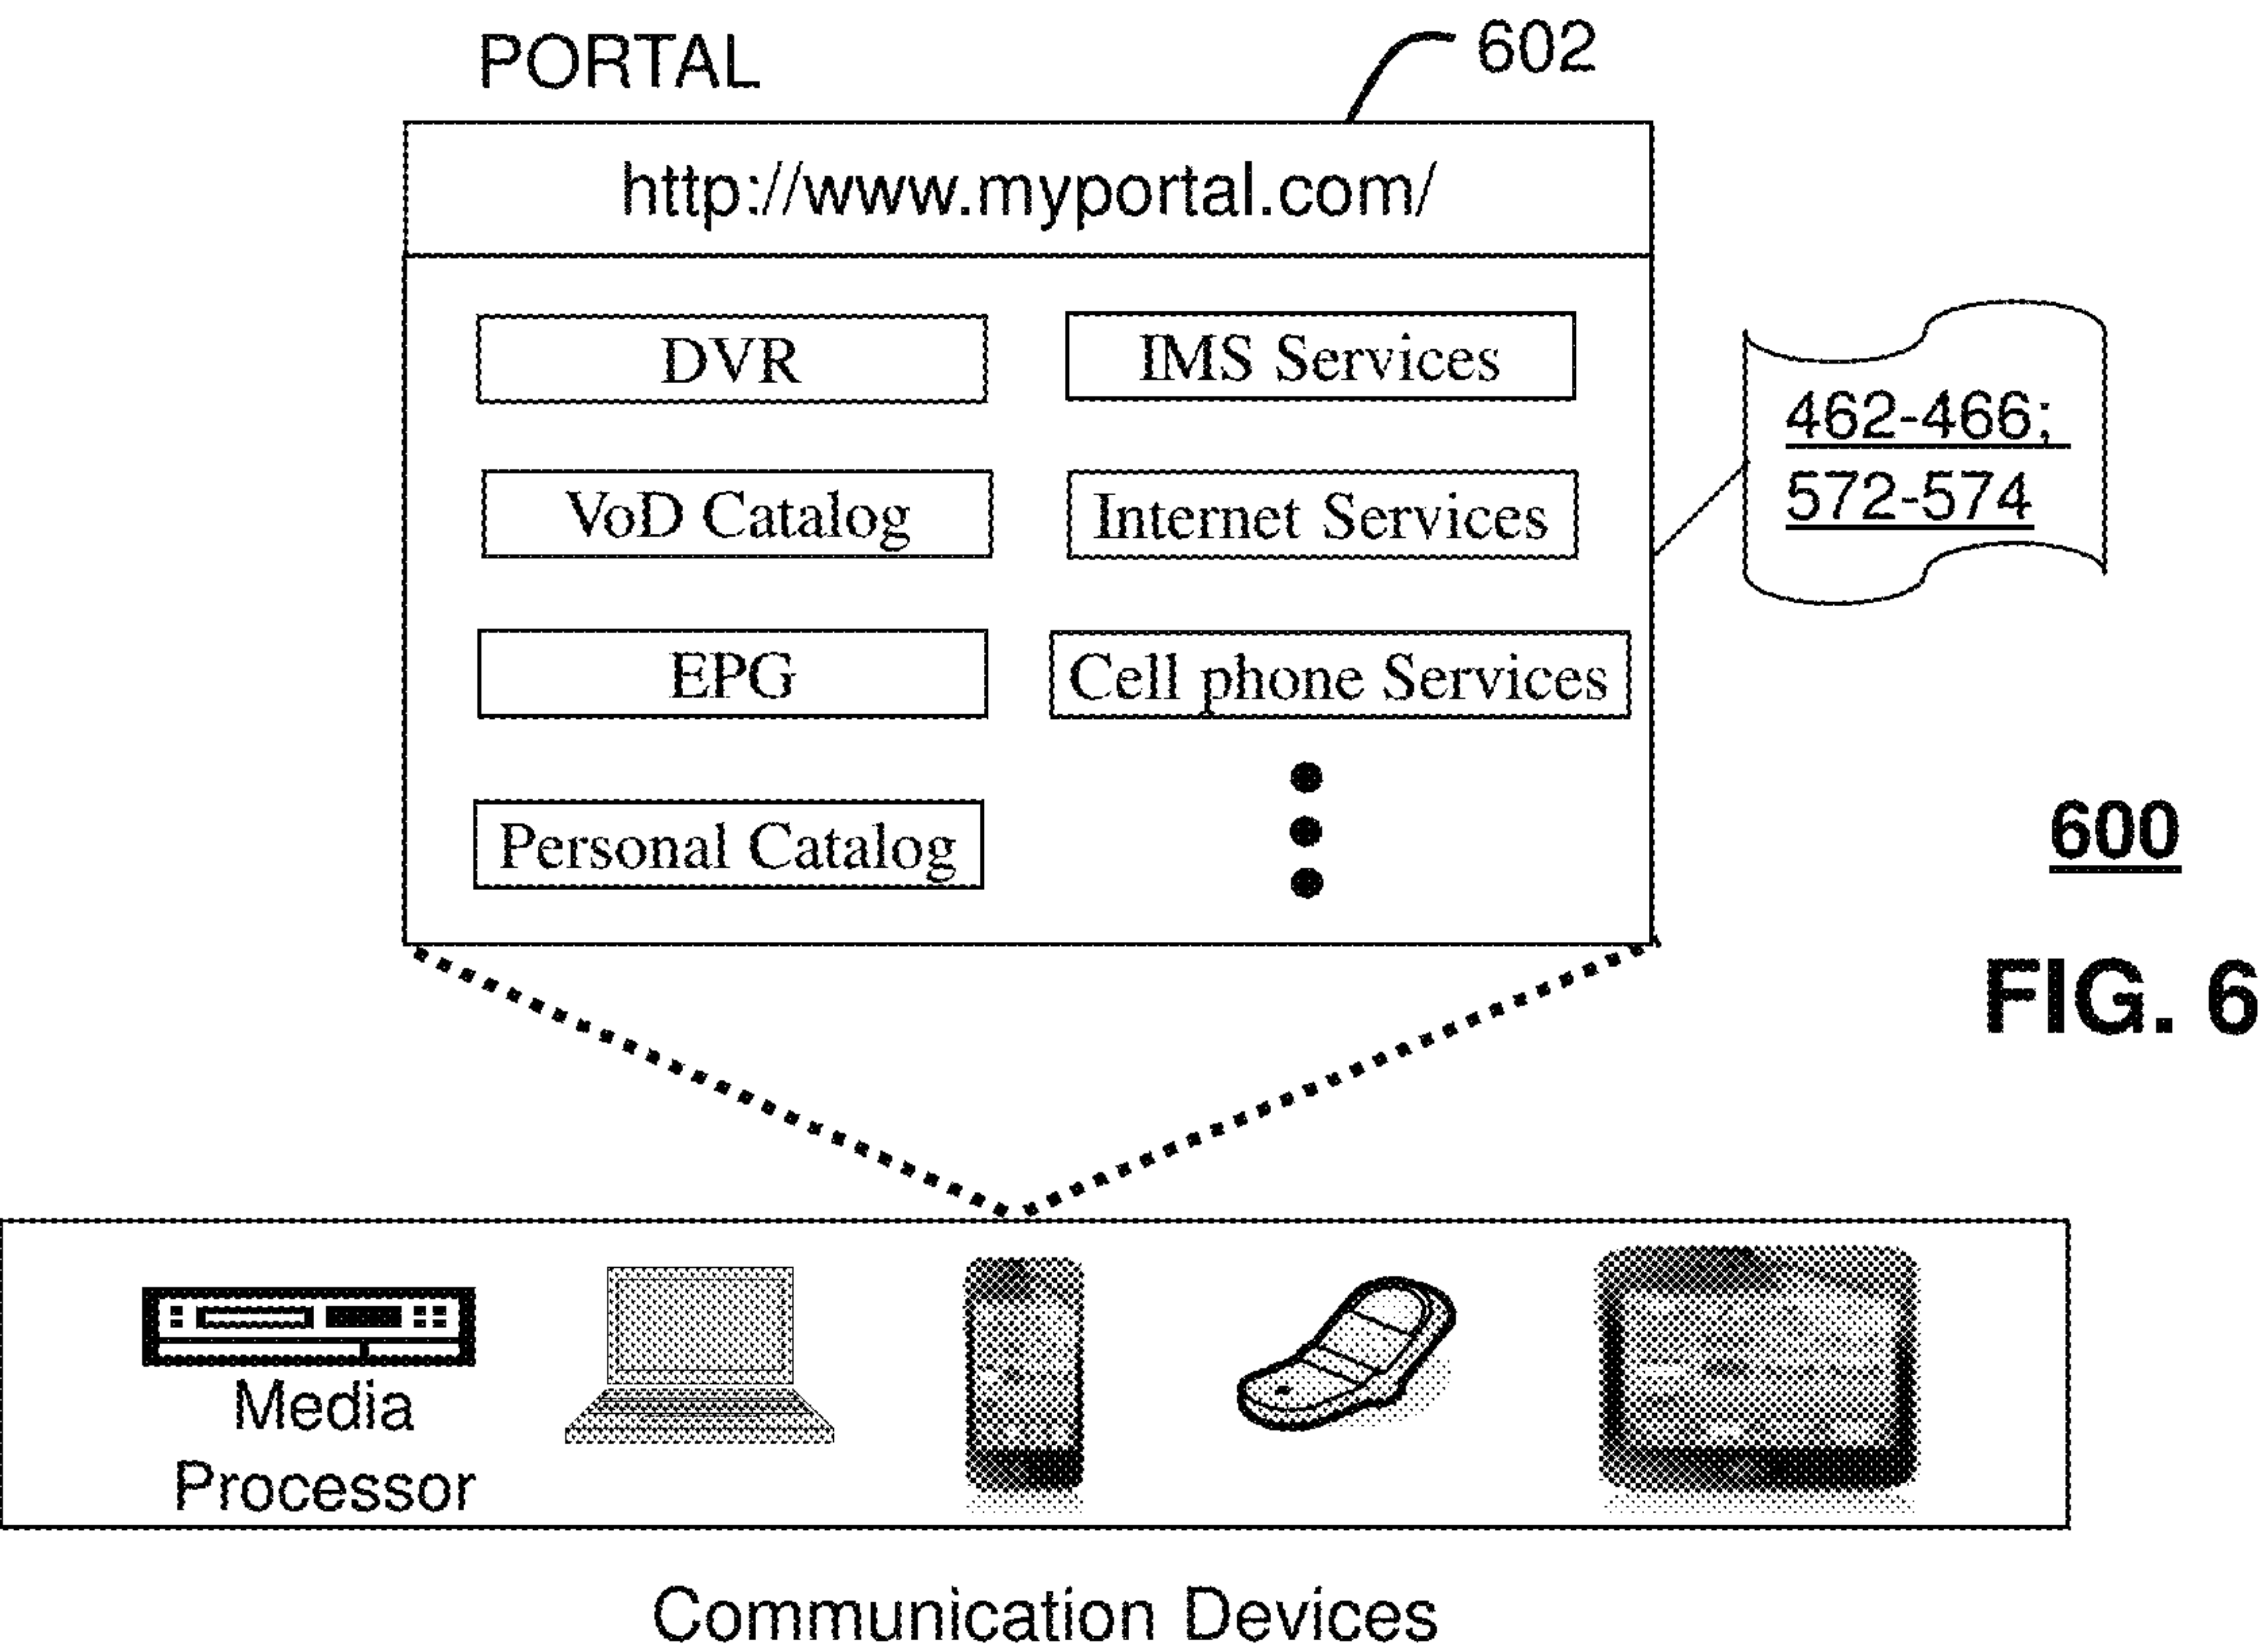 PORTAL
602
http://www.myportal.com/
DVR
IMS Services
VoD Catalog
Internet Services
EPG
Cell phone Services
Personal Catalog
462-466;
572-574
600
FIG. 6
Media
Processor
Communication Devices